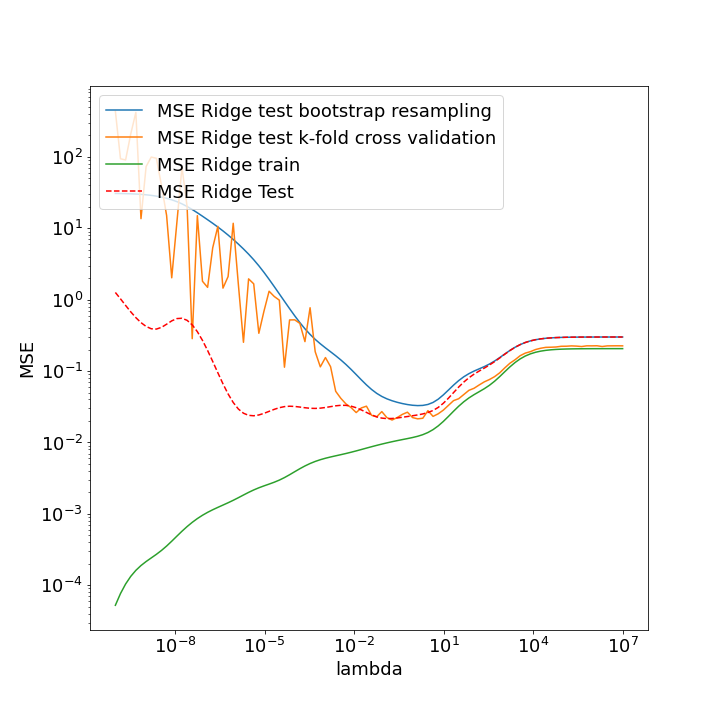 MSE Ridge test bootstrap resampling
MSE Ridge test k-fold cross validation
MSE Ridge train
MSE Ridge Test
MSE
10²
10¹
10⁰
10⁻¹
10⁻²
10⁻³
10⁻⁴
10⁻⁸ 10⁻⁵ 10⁻² 10¹ 10⁴ 10⁷
lambda